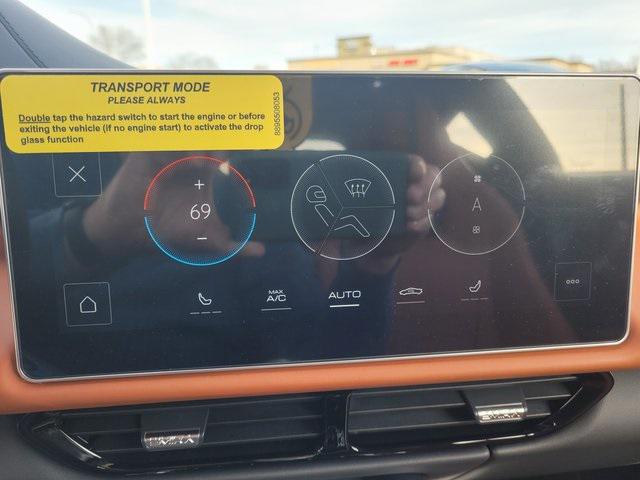 TRANSPORT MODE
PLEASE ALWAYS
Double tap the hazard switch to start the engine or before
exiting the vehicle (if no engine start) to activate the drop
glass function
8895508053
+
69
−
A
MAX
A/C
AUTO